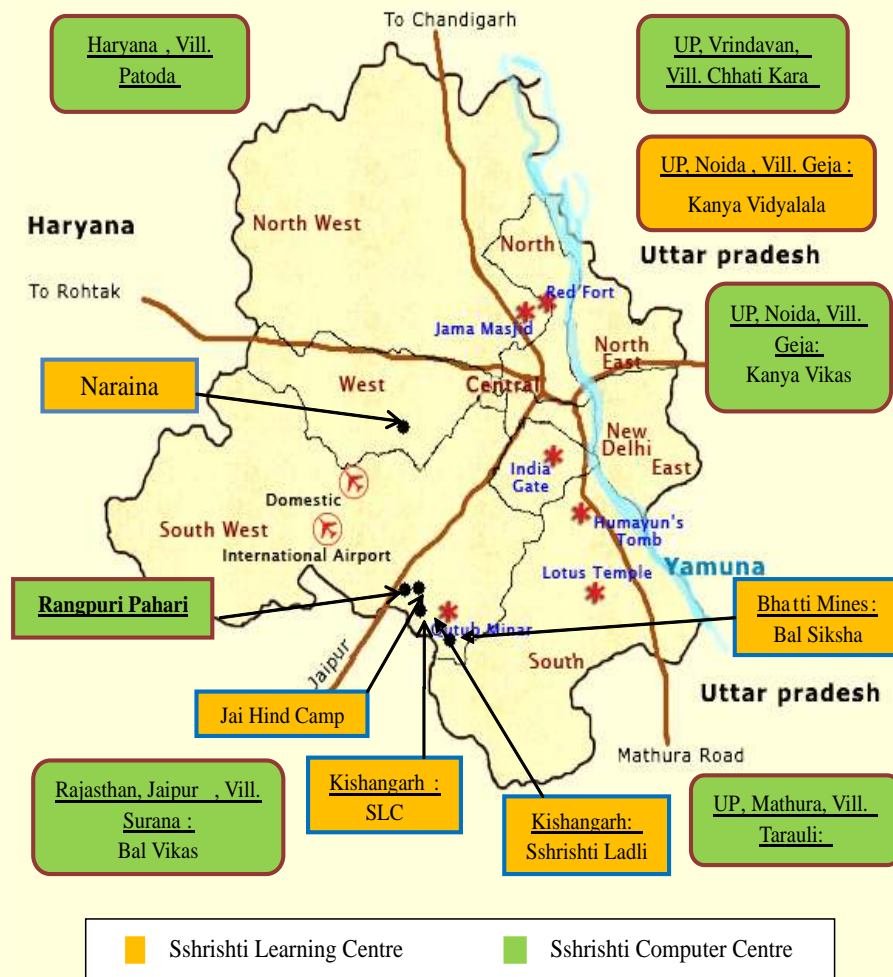 To Chandigarh
Haryana , Vill.
Patoda
UP, Vrindavan,
Vill. Chhati Kara
UP, Noida , Vill. Geja :
Kanya Vidyalala
Haryana
North West
North
Uttar pradesh
To Rohtak
Red Fort
Jama Masjid
UP, Noida, Vill.
Geja:
Kanya Vikas
North
East
Naraina
West
Central
New
Delhi
East
India
Gate
Domestic
South West
International Airport
Humayun's
Tomb
Yamuna
Lotus Temple
Rangpuri Pahari
Bhatti Mines :
Bal Siksha
Qutub Minar
South
Jaipur
Uttar pradesh
Jai Hind Camp
Mathura Road
Rajasthan, Jaipur , Vill.
Surana :
Bal Vikas
Kishangarh :
SLC
Kishangarh:
Sshrishti Ladli
UP, Mathura, Vill.
Tarauli:
Sshrishti Learning Centre
Sshrishti Computer Centre